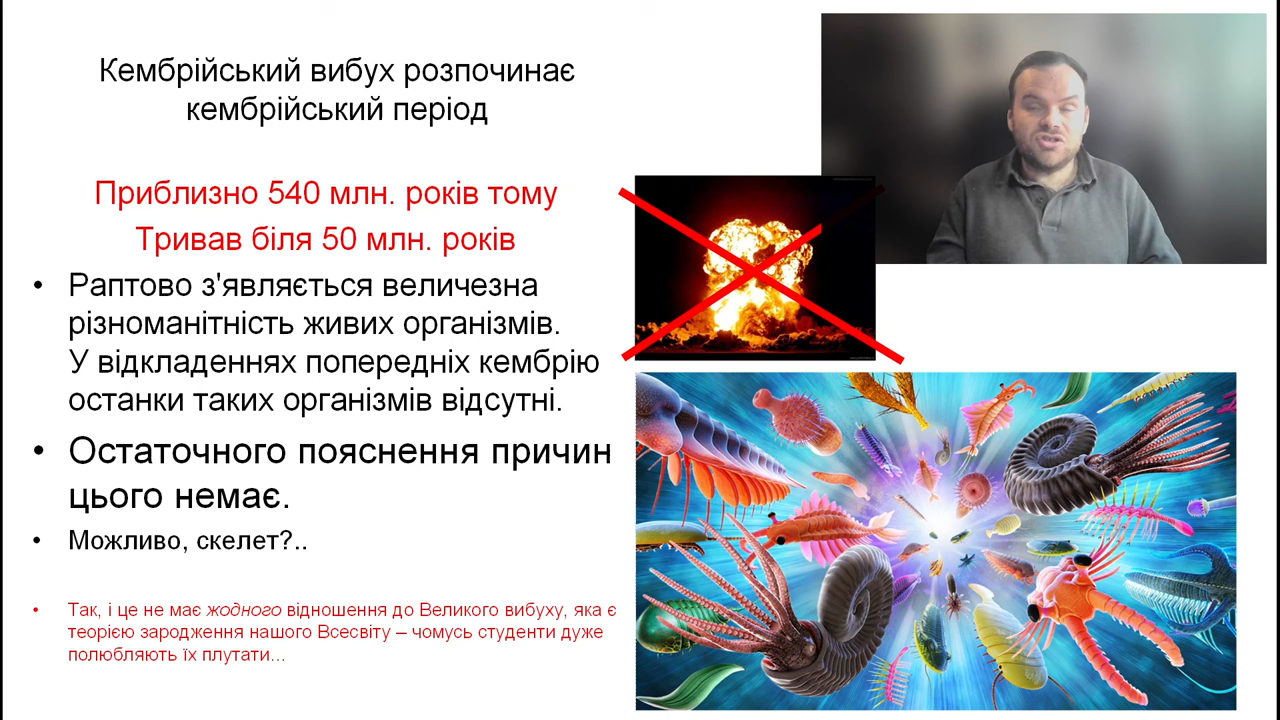 Кембрійський вибух розпочинає
кембрійський період
Приблизно 540 млн. років тому
Тривав біля 50 млн. років
• Раптово з'являється величезна
різноманітність живих організмів.
У відкладеннях попередніх кембрію
останки таких організмів відсутні.
• Остаточного пояснення причин
цього немає.
• Можливо, скелет?..
• Так, і це не має жодного відношення до Великого вибуху, яка є
теорією зародження нашого Всесвіту – чомусь студенти дуже
полюбляють їх плутати...